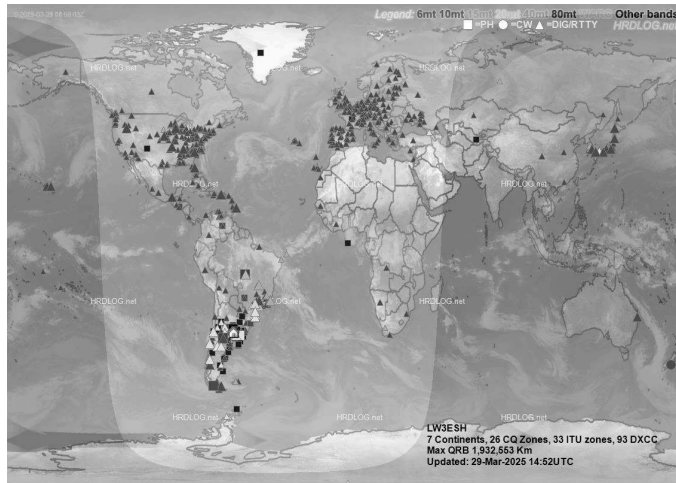 Legend: 6mt 10mt 15mt 20mt 40mt 80mt Other bands
=PH =CW =DIG/RTTY
HRDLOG.net
HRDLOG.net
HRDLOG.net
HRDLOG.net
HRDLOG.net
HRDLOG.net
HRDLOG.net
HRDLOG.net
HRDLOG.net
HRDLOG.net
HRDLOG.net
HRDLOG.net
HRDLOG.net
LW3ESH
7 Continents, 26 CQ Zones, 33 ITU zones, 93 DXCC
Max QRB 1,932,553 Km
Updated: 29-Mar-2025 14:52UTC